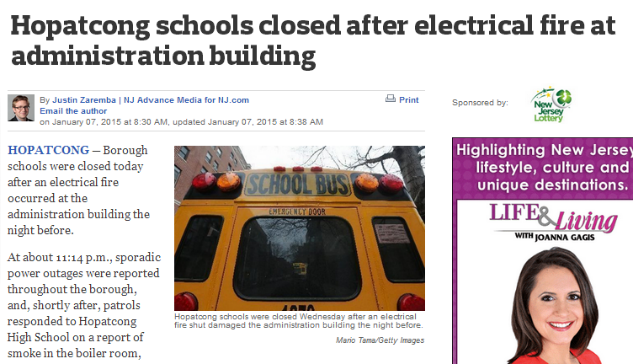 Hopatcong schools closed after electrical fire at
administration building
By Justin Zaremba | NJ Advance Media for NJ.com
Email the author
on January 07, 2015 at 8:30 AM, updated January 07, 2015 at 8:38 AM
Print
Sponsored by:
New
Jersey
Lottery
HOPATCONG — Borough
schools were closed today
after an electrical fire
occurred at the
administration building the
night before.
At about 11:14 p.m., sporadic
power outages were reported
throughout the borough,
and, shortly after, patrols
responded to Hopatcong
High School on a report of
smoke in the boiler room,
SCHOOL BUS
EMERGENCY DOOR
Hopatcong schools were closed Wednesday after an electrical
fire shut damaged the administration building the night before.
Mario Tama/Getty Images
Highlighting New Jersey
lifestyle, culture and
unique destinations.
LIFE & Living
WITH JOANNA GAGIS